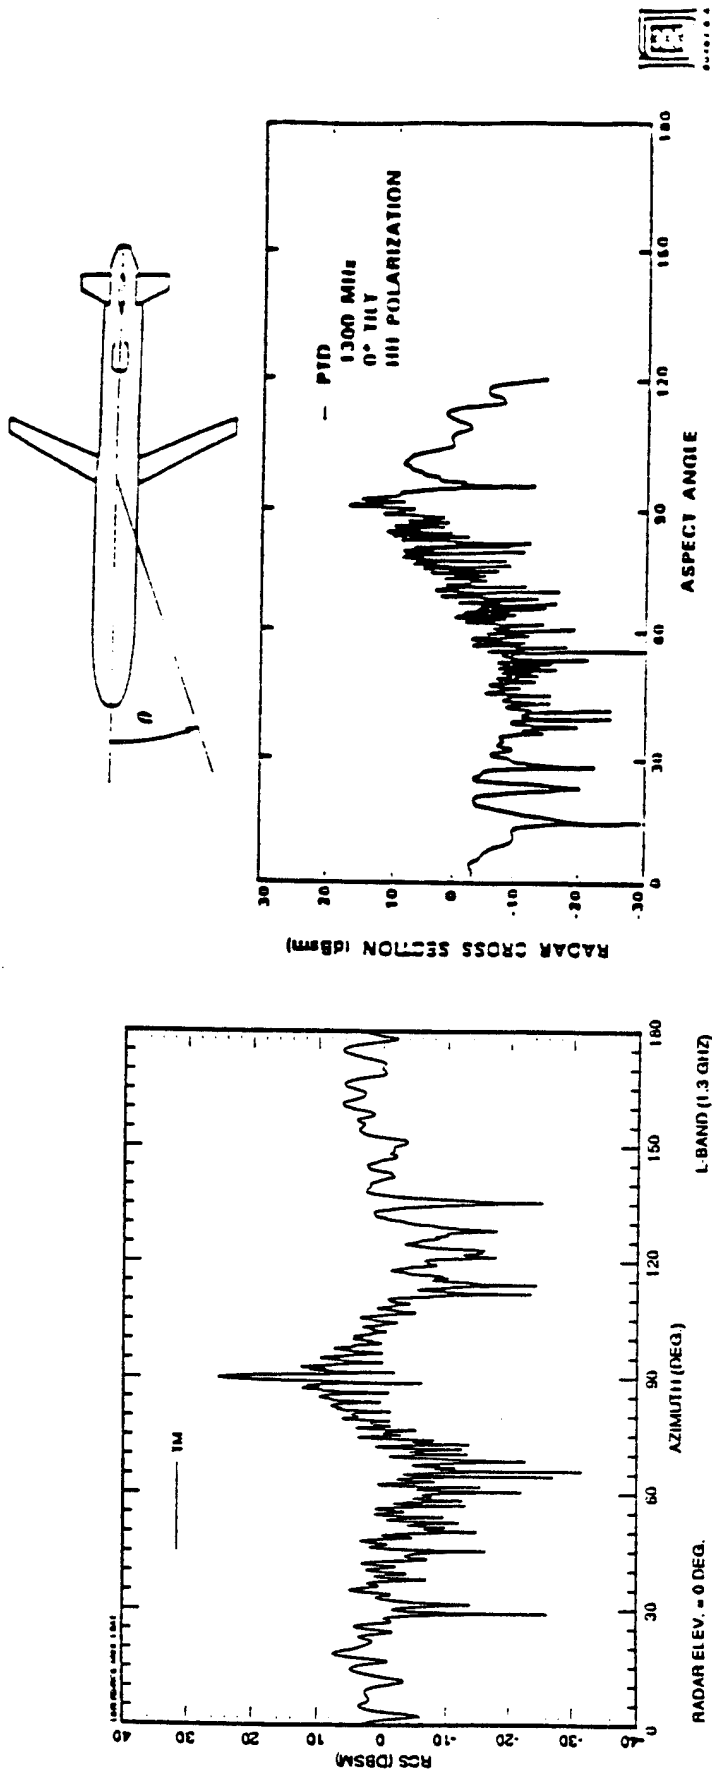 RCS (DBSM)
40
30
20
10
0
-10
-20
-30
-40
TM
0
30
60
90
120
150
180
AZIMUTH (DEG.)
RADAR ELEV. = 0 DEG.
L-BAND (1.3 GHZ)
θ
RADAR CROSS SECTION (dBsm)
30
20
10
0
-10
-20
-30
— PTD
1300 MHz
0° TILT
HH POLARIZATION
0
30
60
90
120
160
180
ASPECT ANGLE